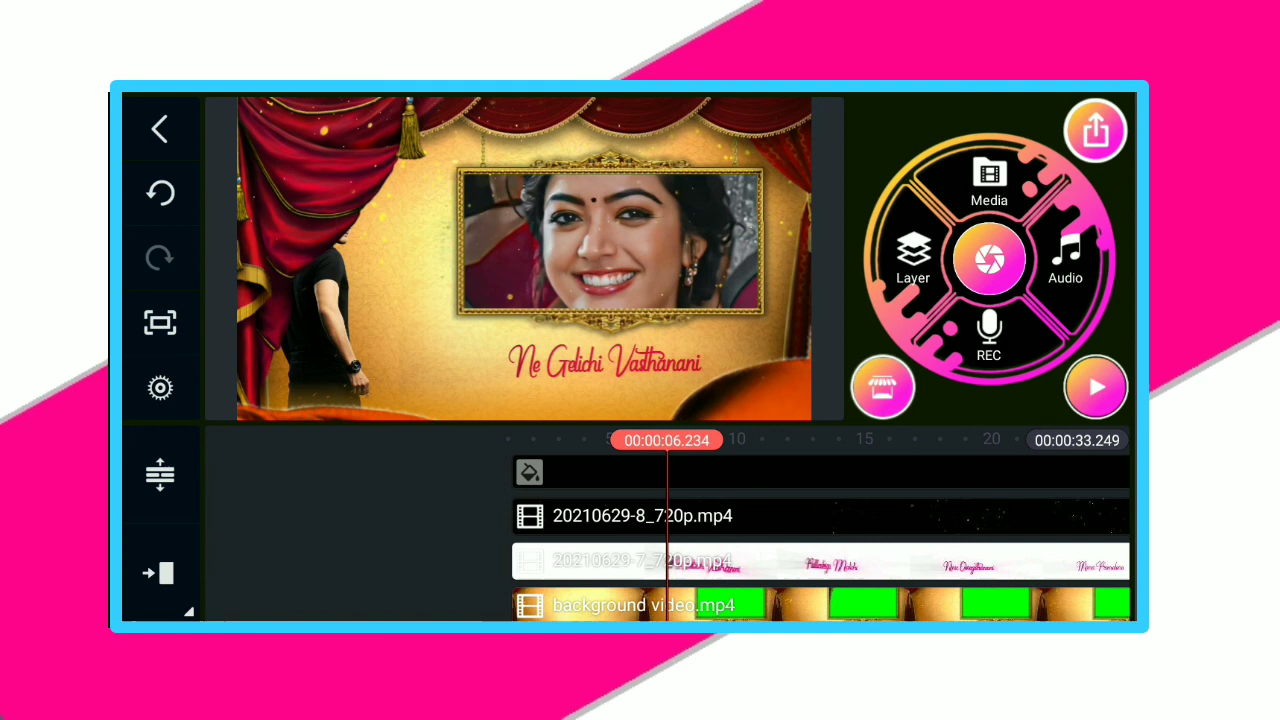 Media
Layer
Audio
REC
Ne Gelichi Vasthanani
00:00:06.234
10
15
20
00:00:33.249
20210629-8_720p.mp4
20210629-7_720p.mp4
background video.mp4